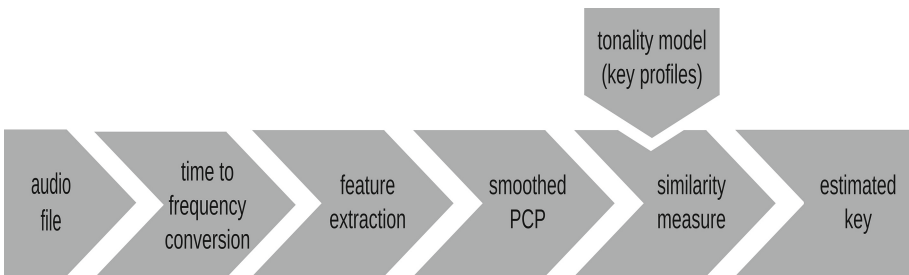 tonality model
(key profiles)
audio
file
time to
frequency
conversion
feature
extraction
smoothed
PCP
similarity
measure
estimated
key